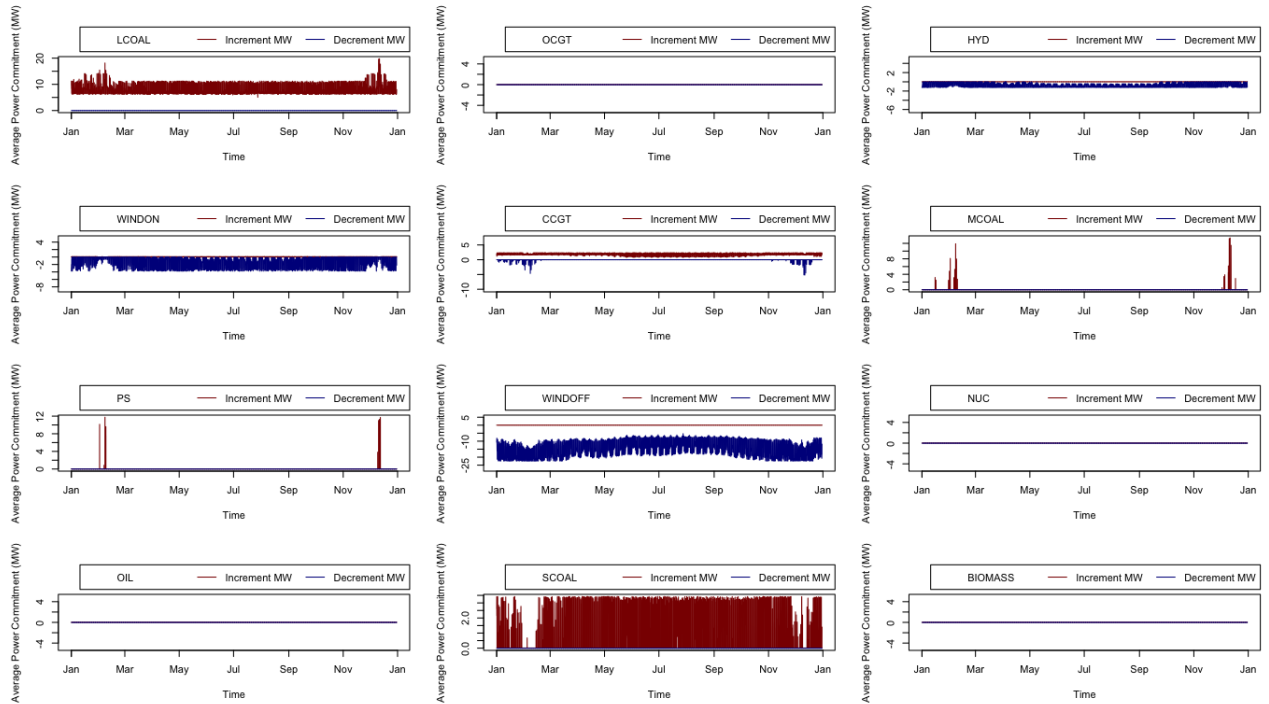 LCOAL Increment MW Decrement MW
Average Power Commitment (MW)
0 10 20
Jan Mar May Jul Sep Nov Jan
Time
OCGT Increment MW Decrement MW
Average Power Commitment (MW)
-4 0 2 4
Jan Mar May Jul Sep Nov Jan
Time
HYD Increment MW Decrement MW
Average Power Commitment (MW)
-6 -2 2
Jan Mar May Jul Sep Nov Jan
Time
WINDON Increment MW Decrement MW
Average Power Commitment (MW)
-8 -2 4
Jan Mar May Jul Sep Nov Jan
Time
CCGT Increment MW Decrement MW
Average Power Commitment (MW)
-10 0 5
Jan Mar May Jul Sep Nov Jan
Time
MCOAL Increment MW Decrement MW
Average Power Commitment (MW)
0 4 8
Jan Mar May Jul Sep Nov Jan
Time
PS Increment MW Decrement MW
Average Power Commitment (MW)
0 4 8 12
Jan Mar May Jul Sep Nov Jan
Time
WINDOFF Increment MW Decrement MW
Average Power Commitment (MW)
-25 -10 5
Jan Mar May Jul Sep Nov Jan
Time
NUC Increment MW Decrement MW
Average Power Commitment (MW)
-4 0 2 4
Jan Mar May Jul Sep Nov Jan
Time
OIL Increment MW Decrement MW
Average Power Commitment (MW)
-4 0 2 4
Jan Mar May Jul Sep Nov Jan
Time
SCOAL Increment MW Decrement MW
Average Power Commitment (MW)
0.0 2.0
Jan Mar May Jul Sep Nov Jan
Time
BIOMASS Increment MW Decrement MW
Average Power Commitment (MW)
-4 0 2 4
Jan Mar May Jul Sep Nov Jan
Time